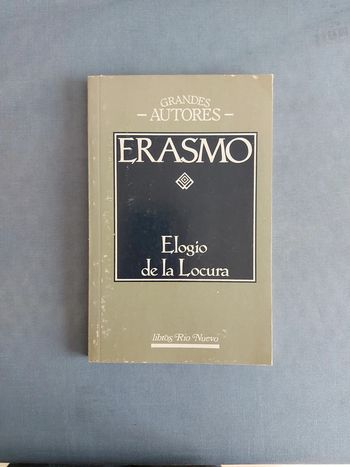 GRANDES
- AUTORES -
ERASMO
Elogio
de la Locura
libros Río Nuevo